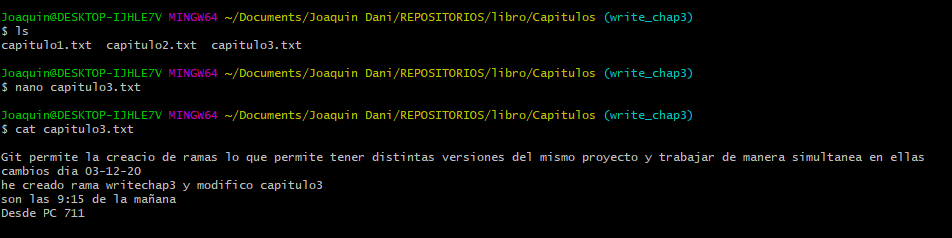 Joaquin@DESKTOP-IJHLE7V MINGW64 ~/Documents/Joaquin Dani/REPOSITORIOS/libro/Capitulos (write_chap3)
$ ls
capitulo1.txt  capitulo2.txt  capitulo3.txt
Joaquin@DESKTOP-IJHLE7V MINGW64 ~/Documents/Joaquin Dani/REPOSITORIOS/libro/Capitulos (write_chap3)
$ nano capitulo3.txt
Joaquin@DESKTOP-IJHLE7V MINGW64 ~/Documents/Joaquin Dani/REPOSITORIOS/libro/Capitulos (write_chap3)
$ cat capitulo3.txt
Git permite la creacio de ramas lo que permite tener distintas versiones del mismo proyecto y trabajar de manera simultanea en ellas
cambios dia 03-12-20
he creado rama writechap3 y modifico capitulo3
son las 9:15 de la mañana
Desde PC 711